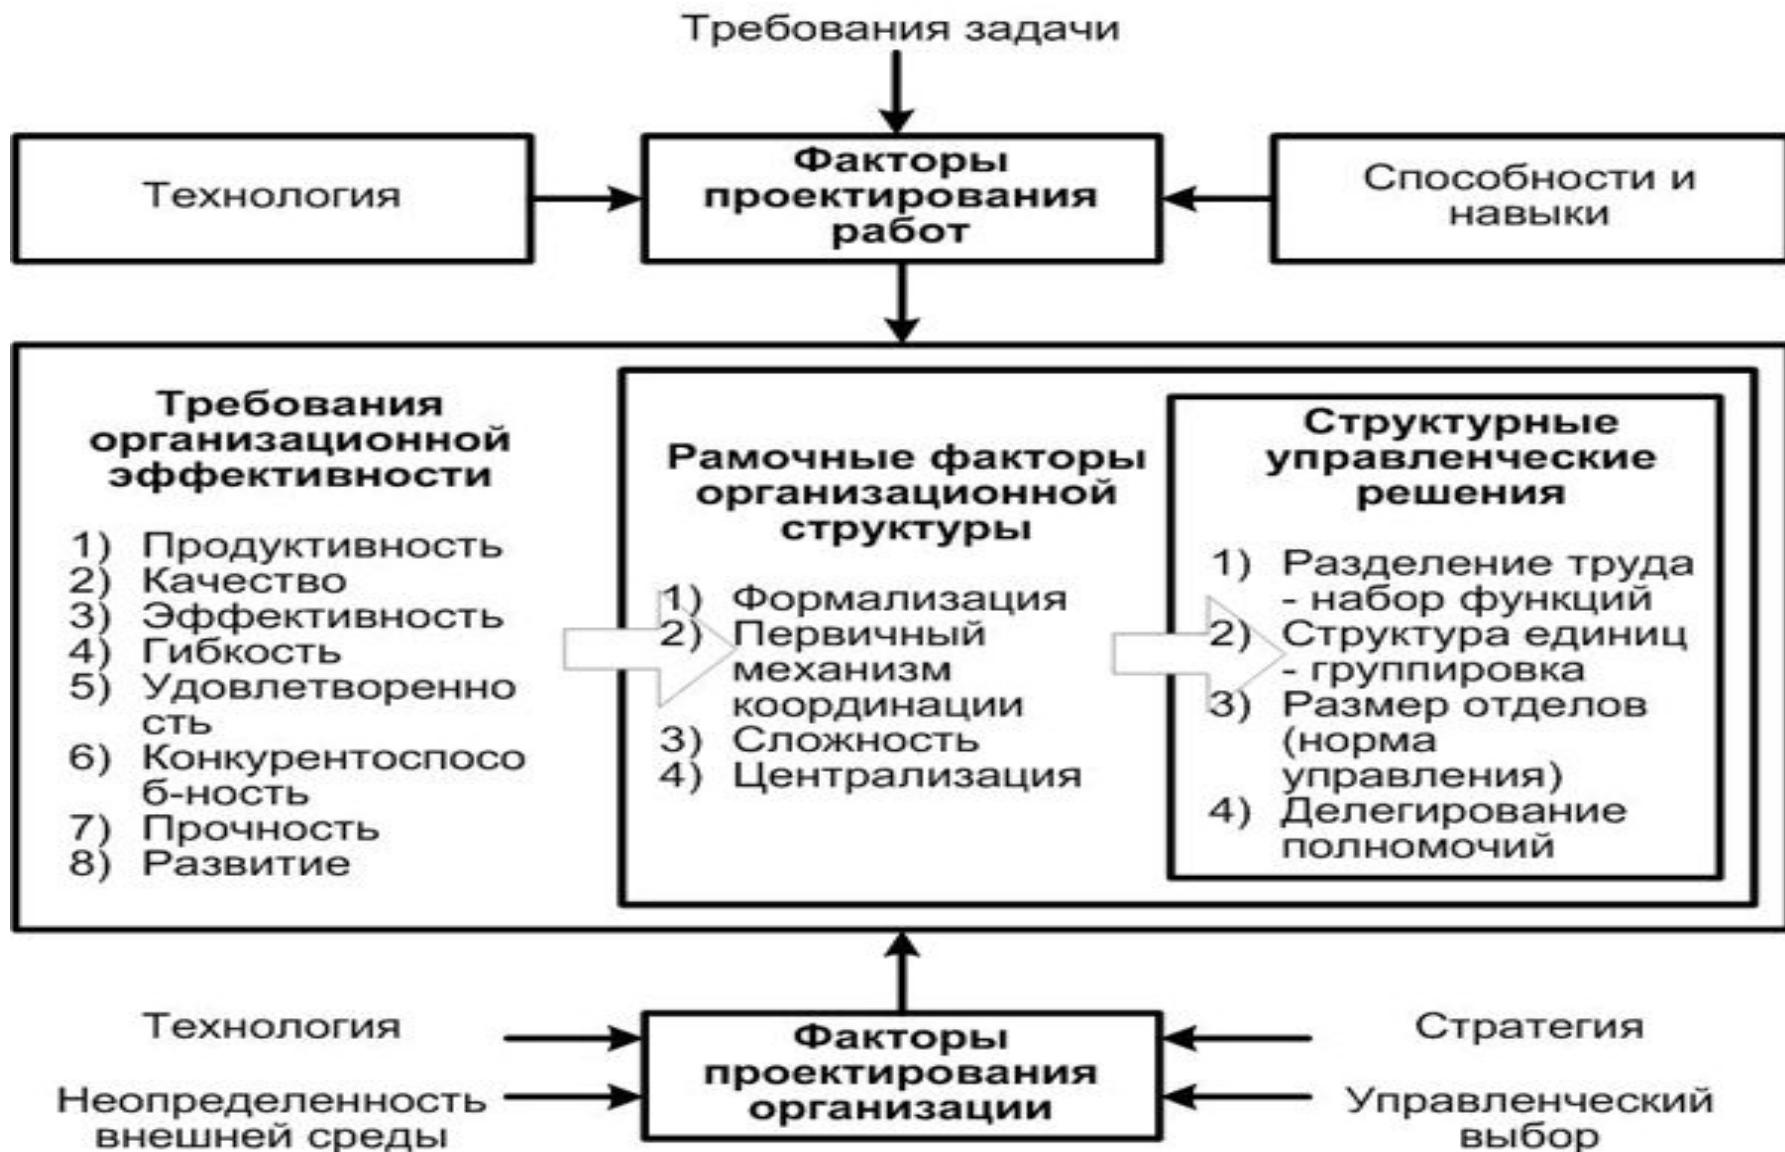 Требования задачи
Технология
Факторы
проектирования
работ
Способности и
навыки
Требования
организационной
эффективности
1) Продуктивность
2) Качество
3) Эффективность
4) Гибкость
5) Удовлетворенно
сть
6) Конкурентоспосо
б-ность
7) Прочность
8) Развитие
Рамочные факторы
организационной
структуры
1) Формализация
2) Первичный
механизм
координации
3) Сложность
4) Централизация
Структурные
управленческие
решения
1) Разделение труда
- набор функций
2) Структура единиц
- группировка
3) Размер отделов
(норма
управления)
4) Делегирование
полномочий
Технология
Неопределенность
внешней среды
Факторы
проектирования
организации
Стратегия
Управленческий
выбор